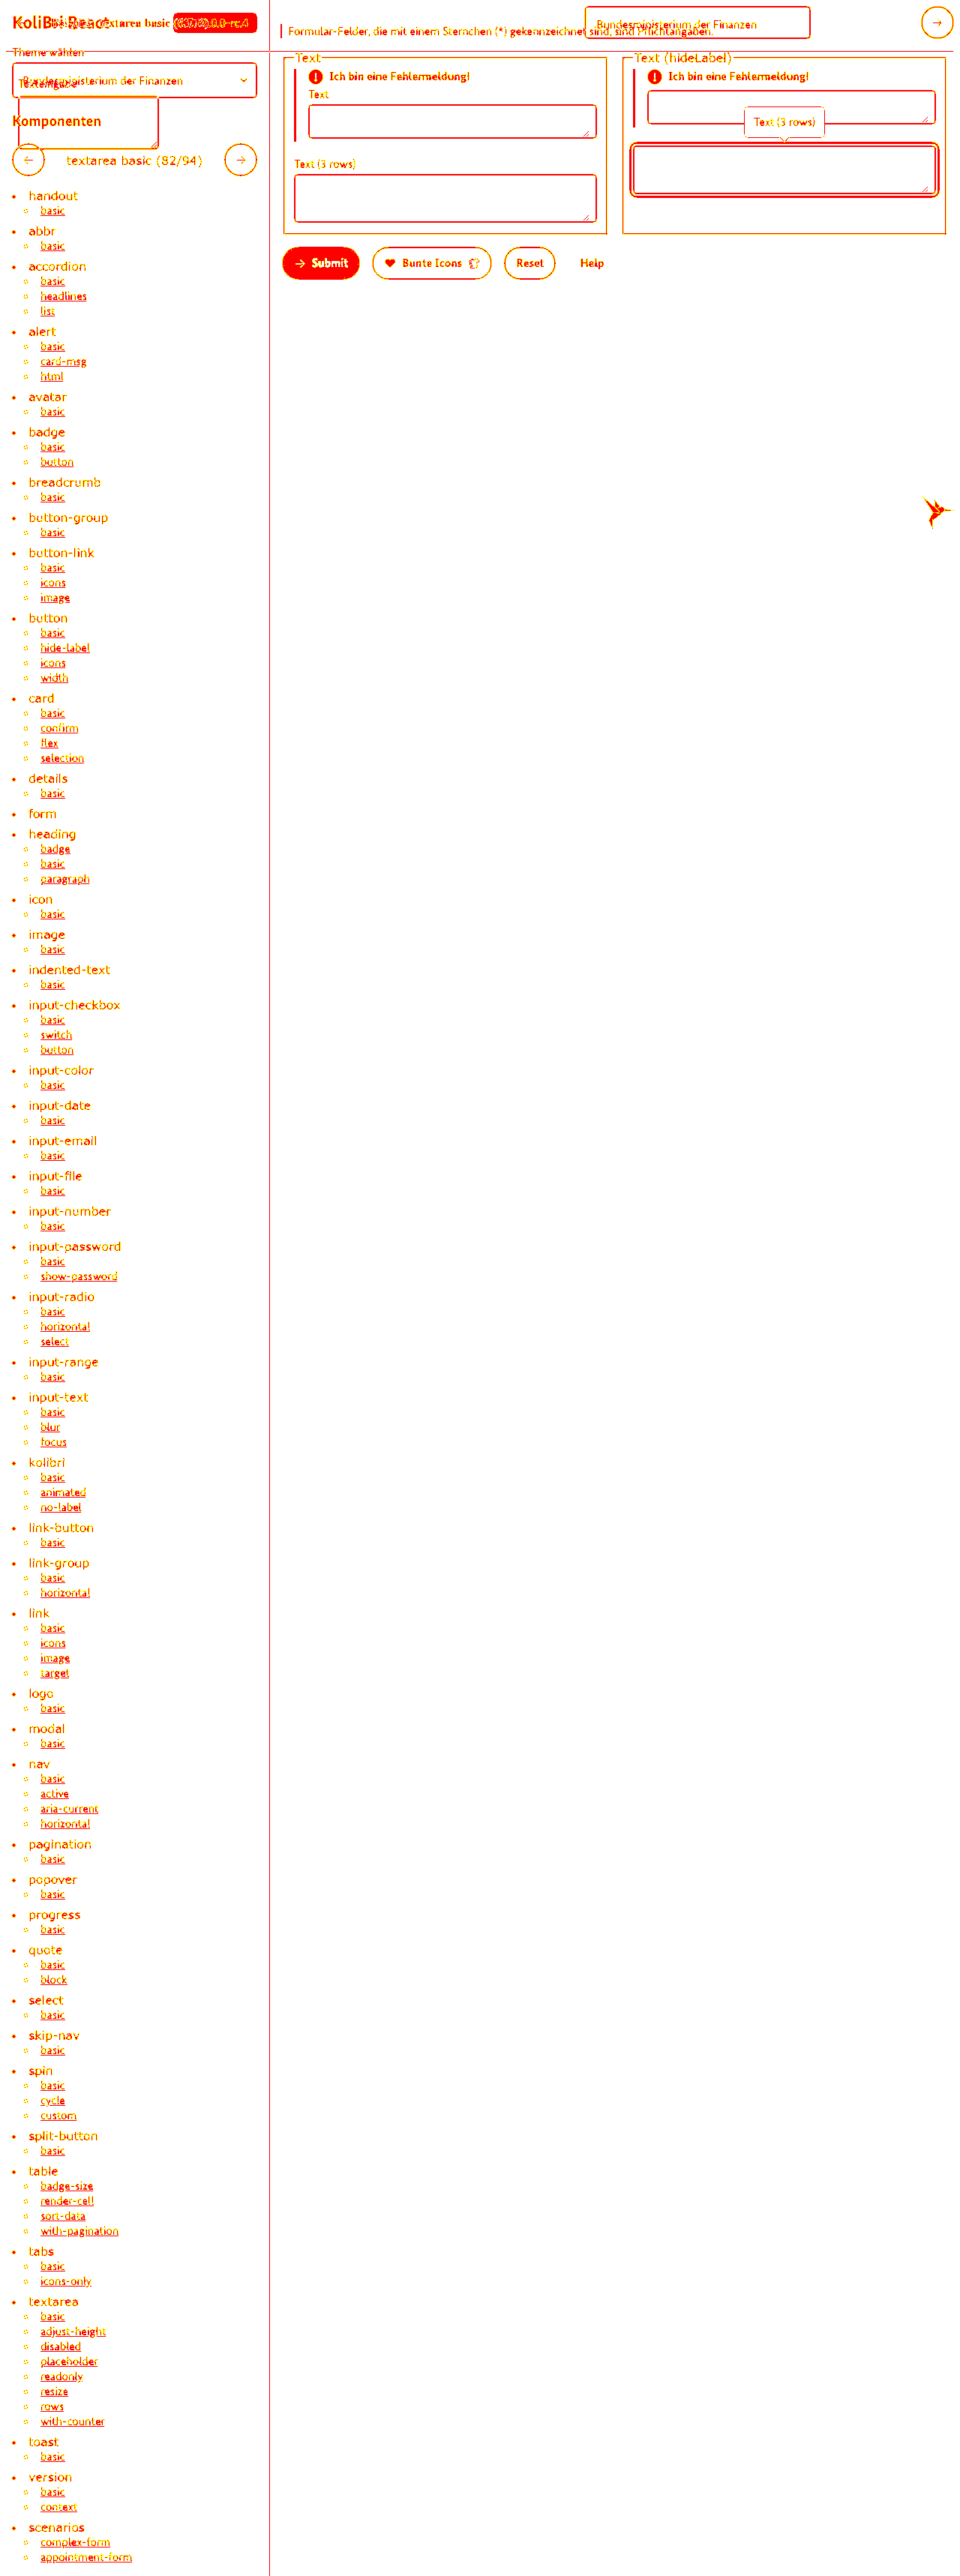 KoliBri React
textarea basic
Formular-Felder, die mit einem Sternchen (*) gekennzeichnet sind, sind Pflichtangaben.
Bundesministerium der Finanzen
Theme wählen
Bundesministerium der Finanzen
Komponenten
textarea basic (82/94)
Text
Ich bin eine Fehlermeldung!
Text
Text (3 rows)
Text (hideLabel)
Ich bin eine Fehlermeldung!
Text (3 rows)
Submit
Bunte Icons
Reset
Help
handout
basic
abbr
basic
accordion
basic
headlines
list
alert
basic
card-msg
html
avatar
basic
badge
basic
button
breadcrumb
basic
button-group
basic
button-link
basic
icons
image
button
basic
hide-label
icons
width
card
basic
confirm
flex
selection
details
basic
form
heading
badge
basic
paragraph
icon
basic
image
basic
indented-text
basic
input-checkbox
basic
switch
button
input-color
basic
input-date
basic
input-email
basic
input-file
basic
input-number
basic
input-password
basic
show-password
input-radio
basic
horizontal
select
input-range
basic
input-text
basic
blur
focus
kolibri
basic
animated
no-label
link-button
basic
link-group
basic
horizontal
link
basic
icons
image
target
logo
basic
modal
basic
nav
basic
active
aria-current
horizontal
pagination
basic
popover
basic
progress
basic
quote
basic
block
select
basic
skip-nav
basic
spin
basic
cycle
custom
split-button
basic
table
badge-size
render-cell
sort-data
with-pagination
tabs
basic
icons-only
textarea
basic
adjust-height
disabled
placeholder
readonly
resize
rows
with-counter
toast
basic
version
basic
context
scenarios
complex-form
appointment-form